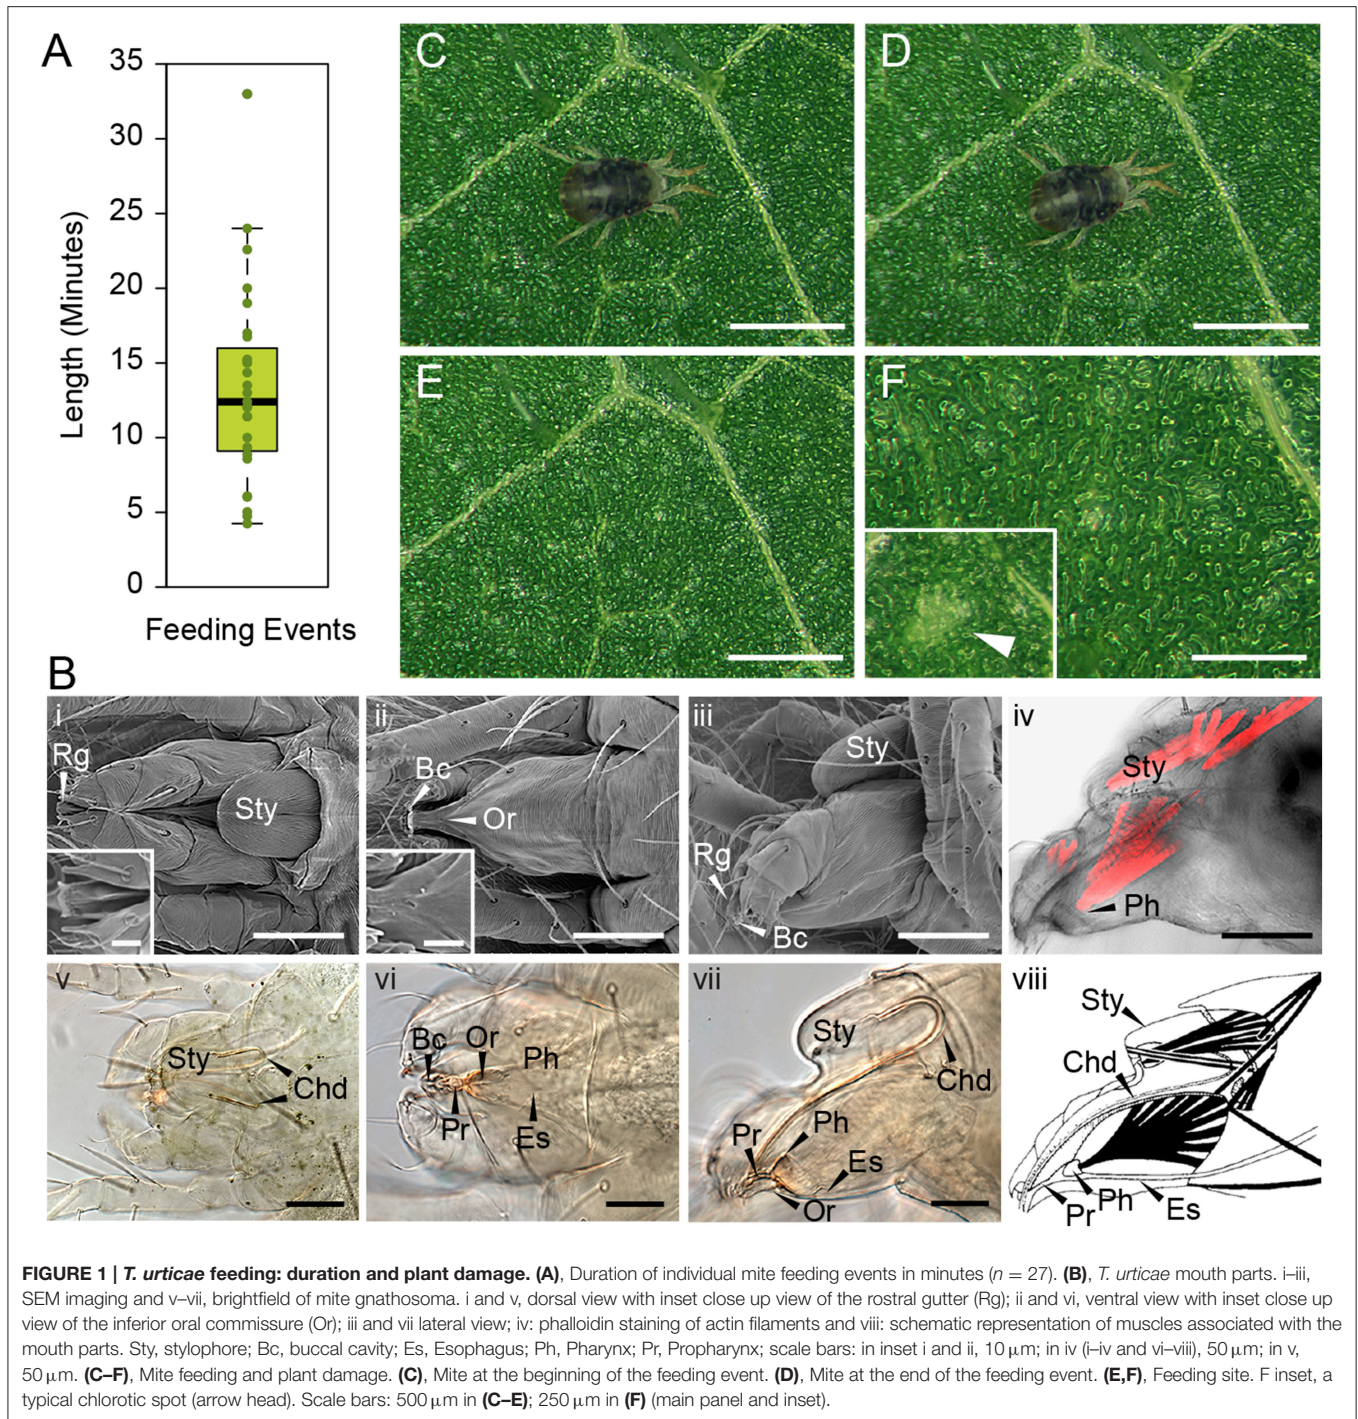 A
35
30
25
20
15
10
5
0
Length (Minutes)
Feeding Events
C
D
E
F
B
i
Rg
Sty
ii
Bc
Or
iii
Sty
Rg
Bc
iv
Sty
Ph
v
Sty
Chd
vi
Bc
Or
Ph
Pr
Es
vii
Sty
Chd
Pr
Ph
Es
Or
viii
Sty
Chd
Pr
Ph
Es
FIGURE 1 | T. urticae feeding: duration and plant damage. (A), Duration of individual mite feeding events in minutes (n = 27). (B), T. urticae mouth parts. i–iii,
SEM imaging and v–vii, brightfield of mite gnathosoma. i and v, dorsal view with inset close up view of the rostral gutter (Rg); ii and vi, ventral view with inset close up
view of the inferior oral commissure (Or); iii and vii lateral view; iv: phalloidin staining of actin filaments and viii: schematic representation of muscles associated with the
mouth parts. Sty, stylophore; Bc, buccal cavity; Es, Esophagus; Ph, Pharynx; Pr, Propharynx; scale bars: in inset i and ii, 10 μm; in iv (i–iv and vi–viii), 50 μm; in v,
50 μm. (C–F), Mite feeding and plant damage. (C), Mite at the beginning of the feeding event. (D), Mite at the end of the feeding event. (E,F), Feeding site. F inset, a
typical chlorotic spot (arrow head). Scale bars: 500 μm in (C–E); 250 μm in (F) (main panel and inset).